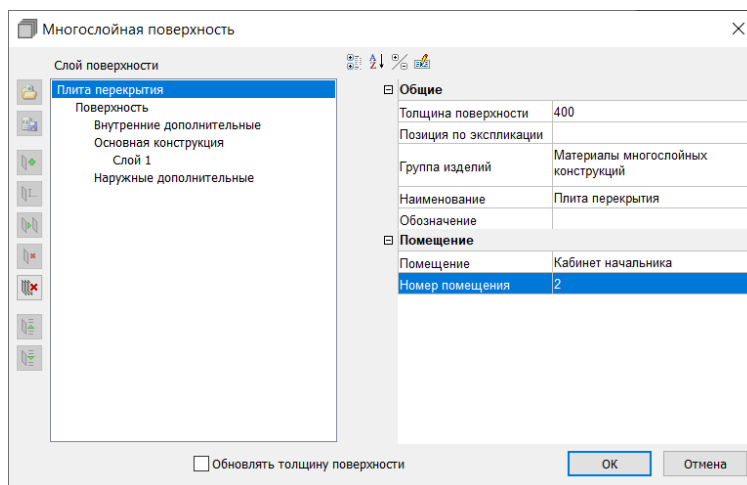 Многослойная поверхность
Слой поверхности
Плита перекрытия
Поверхность
Внутренние дополнительные
Основная конструкция
Слой 1
Наружные дополнительные
Общие
Толщина поверхности 400
Позиция по экспликации
Группа изделий Материалы многослойных
конструкций
Наименование Плита перекрытия
Обозначение
Помещение
Помещение Кабинет начальника
Номер помещения 2
Обновлять толщину поверхности
ОК
Отмена